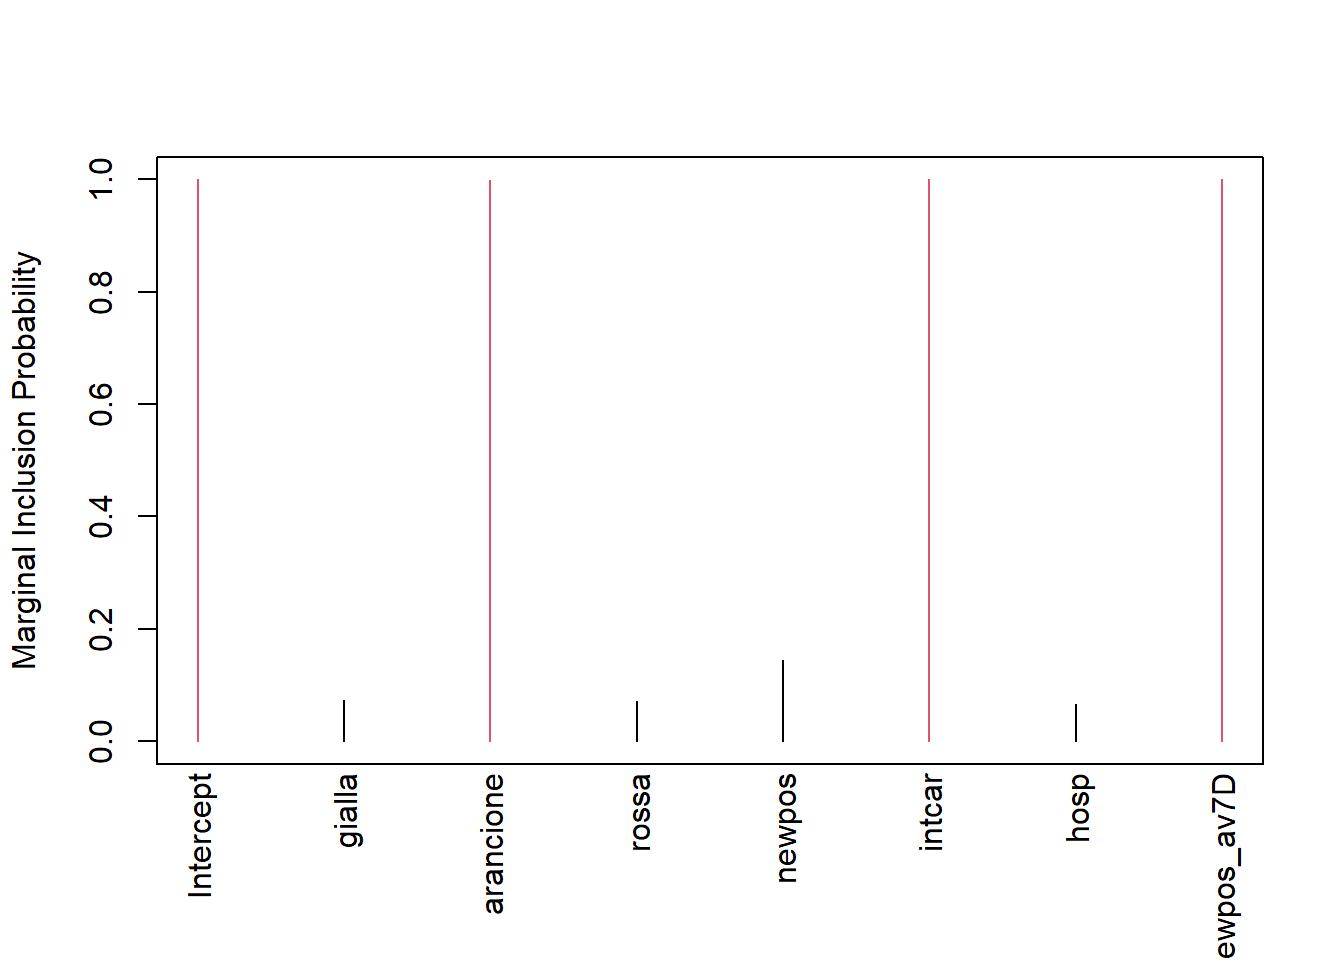 Marginal Inclusion Probability
1.0
0.8
0.6
0.4
0.2
0.0
Intercept
gialla
arancione
rossa
newpos
intcar
hosp
ewpos_av7D